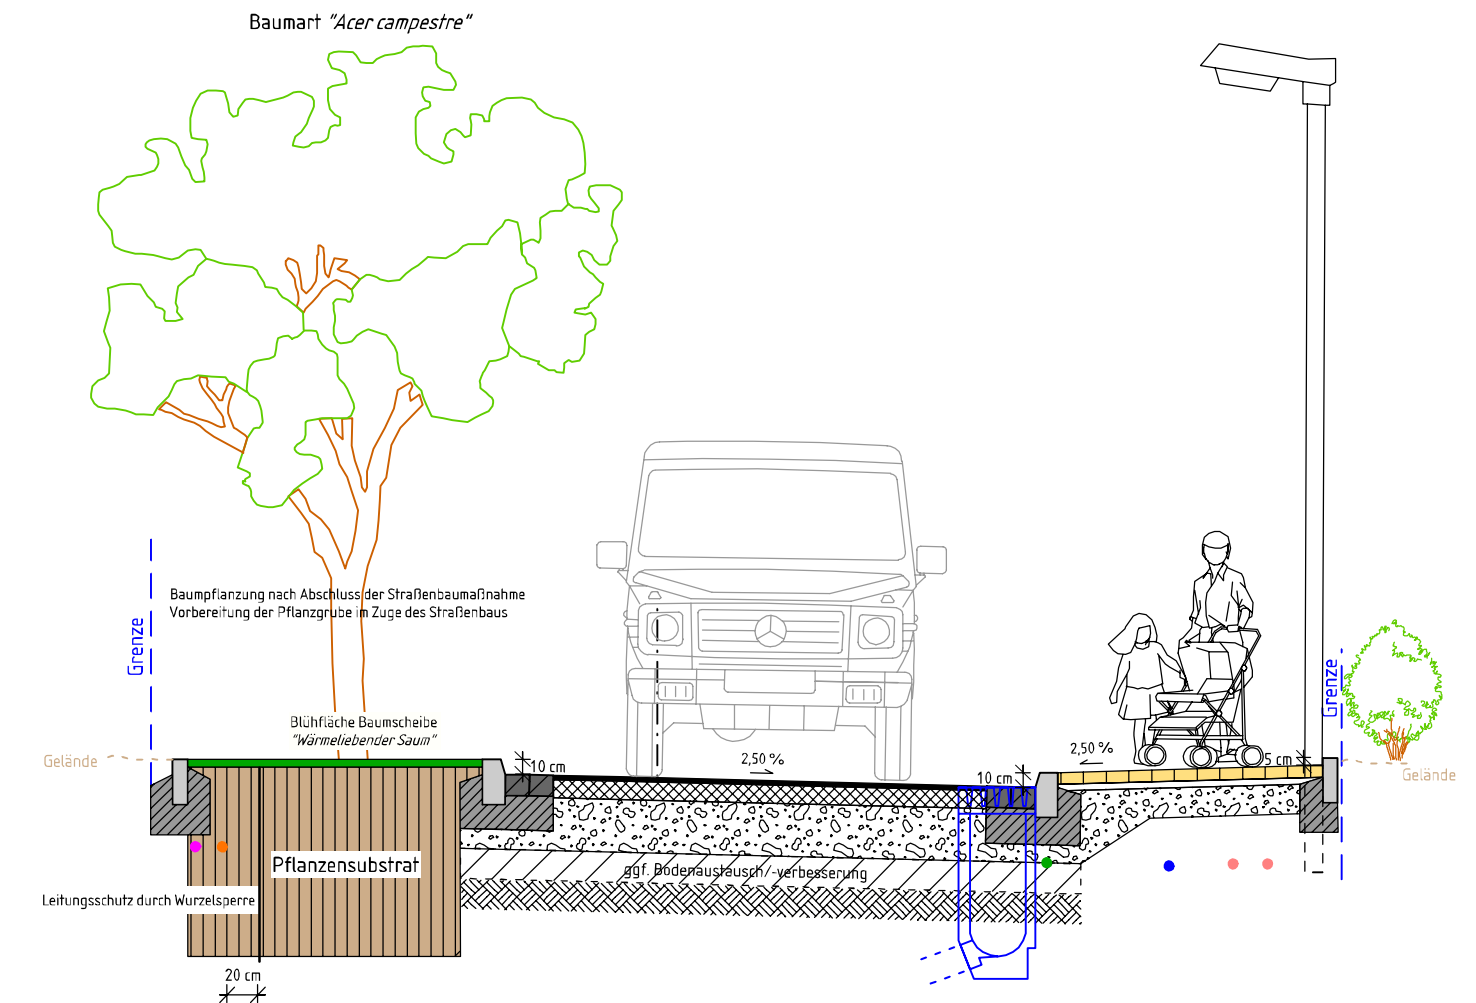 Baumart "Acer campestre"
Baumpflanzung nach Abschluss der Straßenbaumaßnahme
Vorbereitung der Pflanzgrube im Zuge des Straßenbaus
Grenze
Grenze
Blühfläche Baumscheibe
"Wärmeliebender Saum"
Gelände
10 cm
2,50 %
10 cm
2,50 %
5 cm
Gelände
Pflanzensubstrat
ggf. Bodenaustausch/-verbesserung
Leitungsschutz durch Wurzelsperre
20 cm